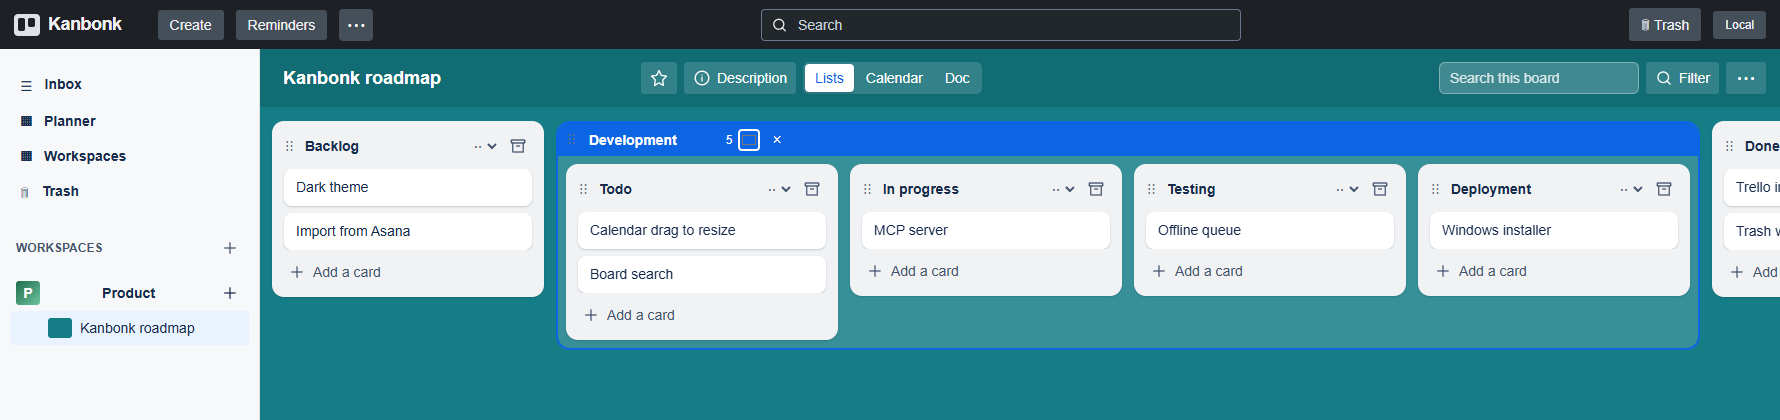 Kanbonk
Create
Reminders
Search
Trash
Local
Inbox
Planner
Workspaces
Trash
WORKSPACES
P
Product
Kanbonk roadmap
Kanbonk roadmap
Description
Lists
Calendar
Doc
Search this board
Filter
Backlog
Dark theme
Import from Asana
Add a card
Development
5
Todo
Calendar drag to resize
Board search
Add a card
In progress
MCP server
Add a card
Testing
Offline queue
Add a card
Deployment
Windows installer
Add a card
Done
Trello i
Trash
Add